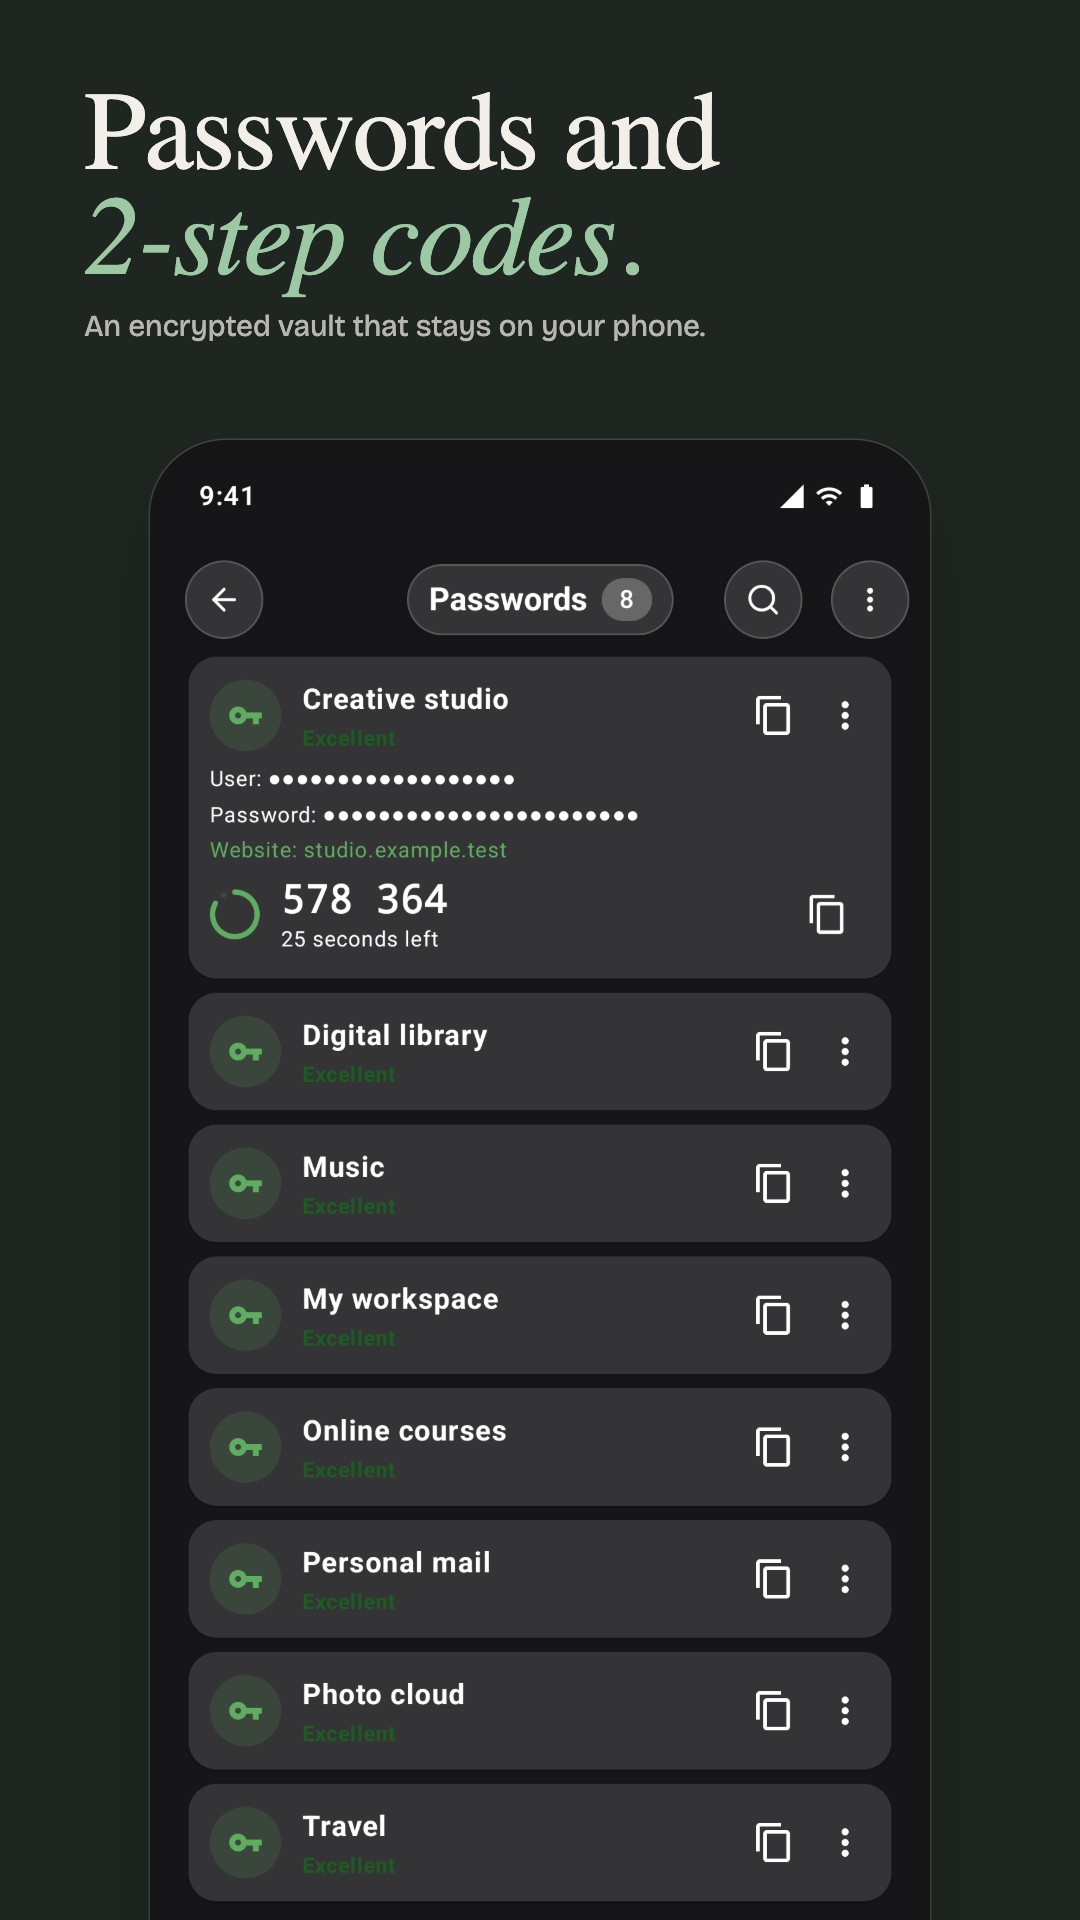 Passwords and
2-step codes.
An encrypted vault that stays on your phone.
9:41
Passwords 8
Creative studio
Excellent
User: •••••••••••••••••• 
Password: •••••••••••••••••••••••
Website: studio.example.test
578 364
25 seconds left
Digital library
Excellent
Music
Excellent
My workspace
Excellent
Online courses
Excellent
Personal mail
Excellent
Photo cloud
Excellent
Travel
Excellent